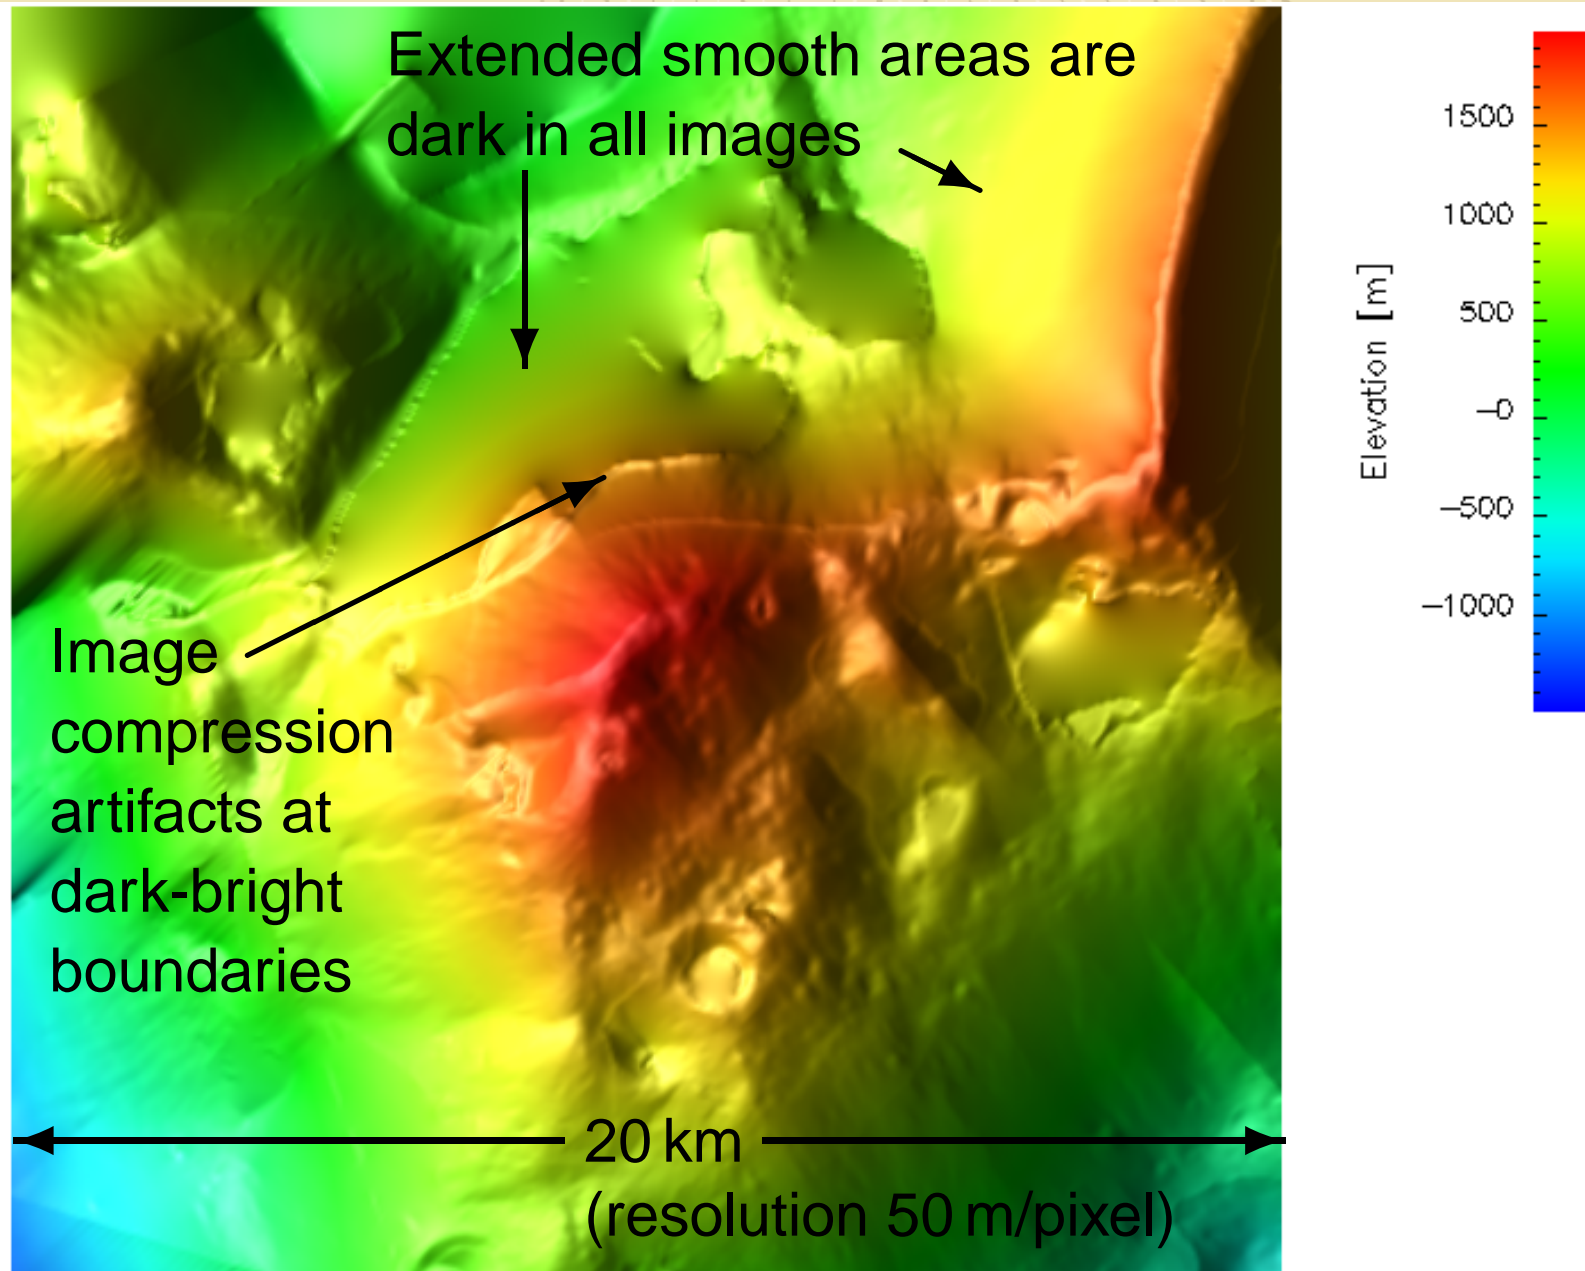 Extended smooth areas are
dark in all images
Image
compression
artifacts at
dark-bright
boundaries
20 km
(resolution 50 m/pixel)
Elevation [m]
1500
1000
500
−0
−500
−1000